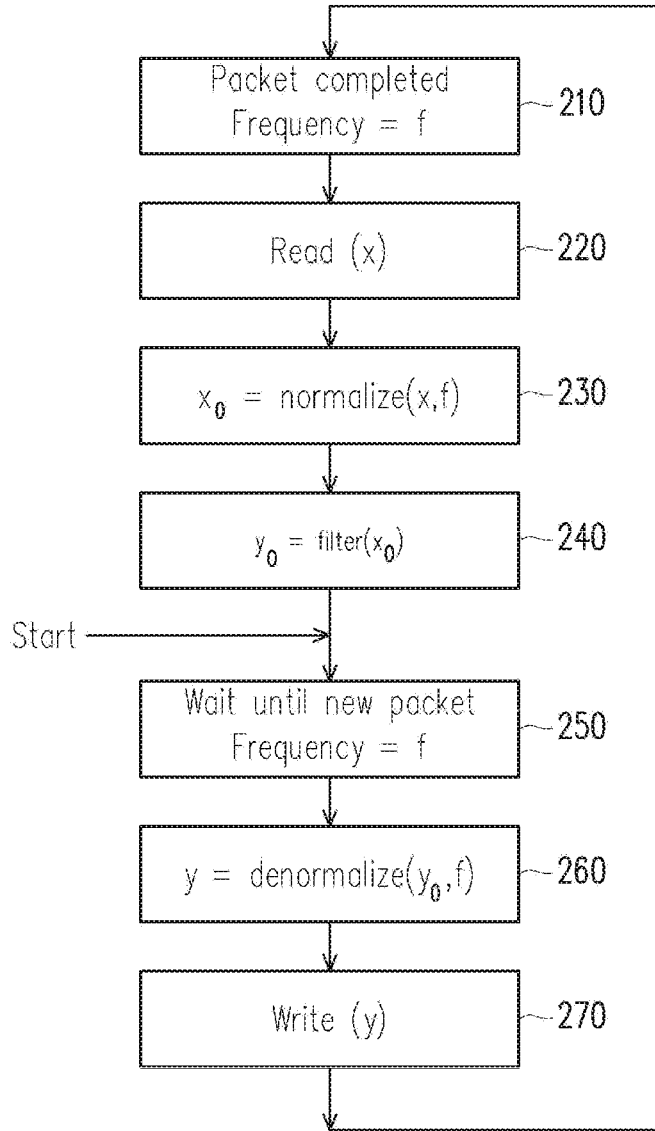 Packet completed
Frequency = f
210
Read (x)
220
x₀ = normalize(x,f)
230
y₀ = filter(x₀)
240
Start
Wait until new packet
Frequency = f
250
y = denormalize(y₀,f)
260
Write (y)
270